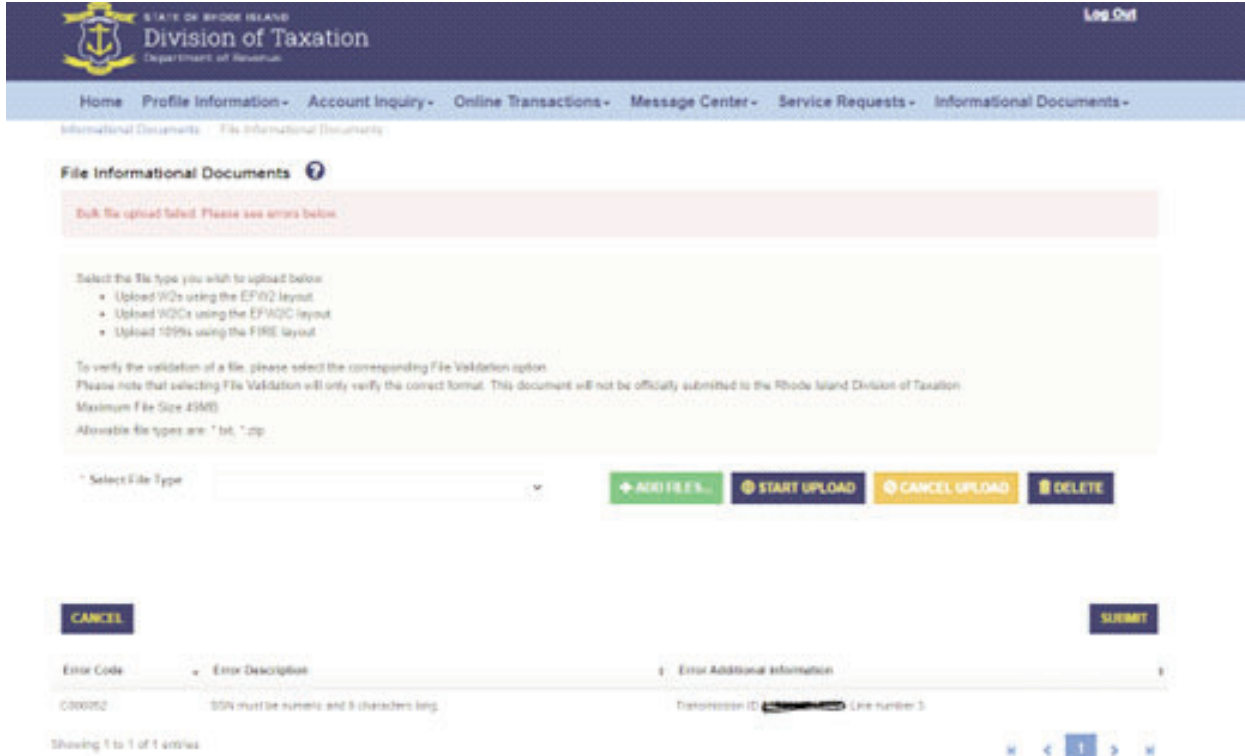 STATE OF RHODE ISLAND
Division of Taxation
Department of Revenue
Log Out
Home Profile Information Account Inquiry Online Transactions Message Center Service Requests Informational Documents
Informational Documents File Informational Documents
File Informational Documents ?
Bulk file upload failed. Please see errors below.
Select the file type you wish to upload below
• Upload W2s using the EFW2 layout
• Upload W2Cs using the EFW2C layout
• Upload 1099s using the FIRE layout
To verify the validation of a file, please select the corresponding File Validation option
Please note that selecting File Validation will only verify the correct format. This document will not be officially submitted to the Rhode Island Division of Taxation
Maximum File Size 49MB
Allowable file types are: *.txt, *.zip
* Select File Type
+ ADD FILES... START UPLOAD CANCEL UPLOAD DELETE
CANCEL
SUBMIT
Error Code Error Description Error Additional Information
SSN must be numeric and 9 characters long. Transmission ID Line number 3
Showing 1 to 1 of 1 entries
1